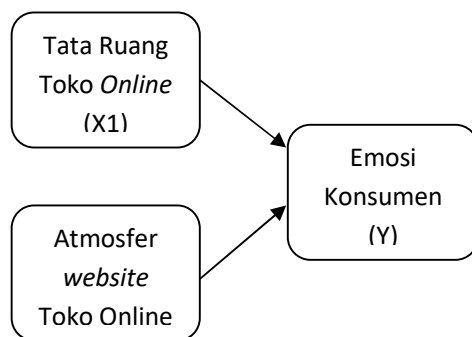 Tata Ruang
Toko Online
(X1)
Emosi
Konsumen
(Y)
Atmosfer
website
Toko Online